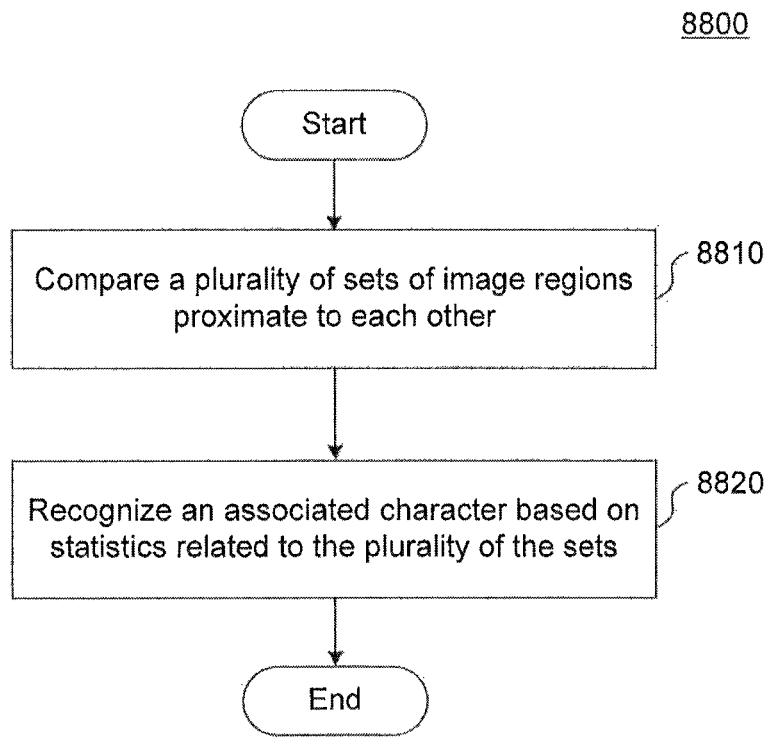 8800
Start
Compare a plurality of sets of image regions
proximate to each other
8810
Recognize an associated character based on
statistics related to the plurality of the sets
8820
End